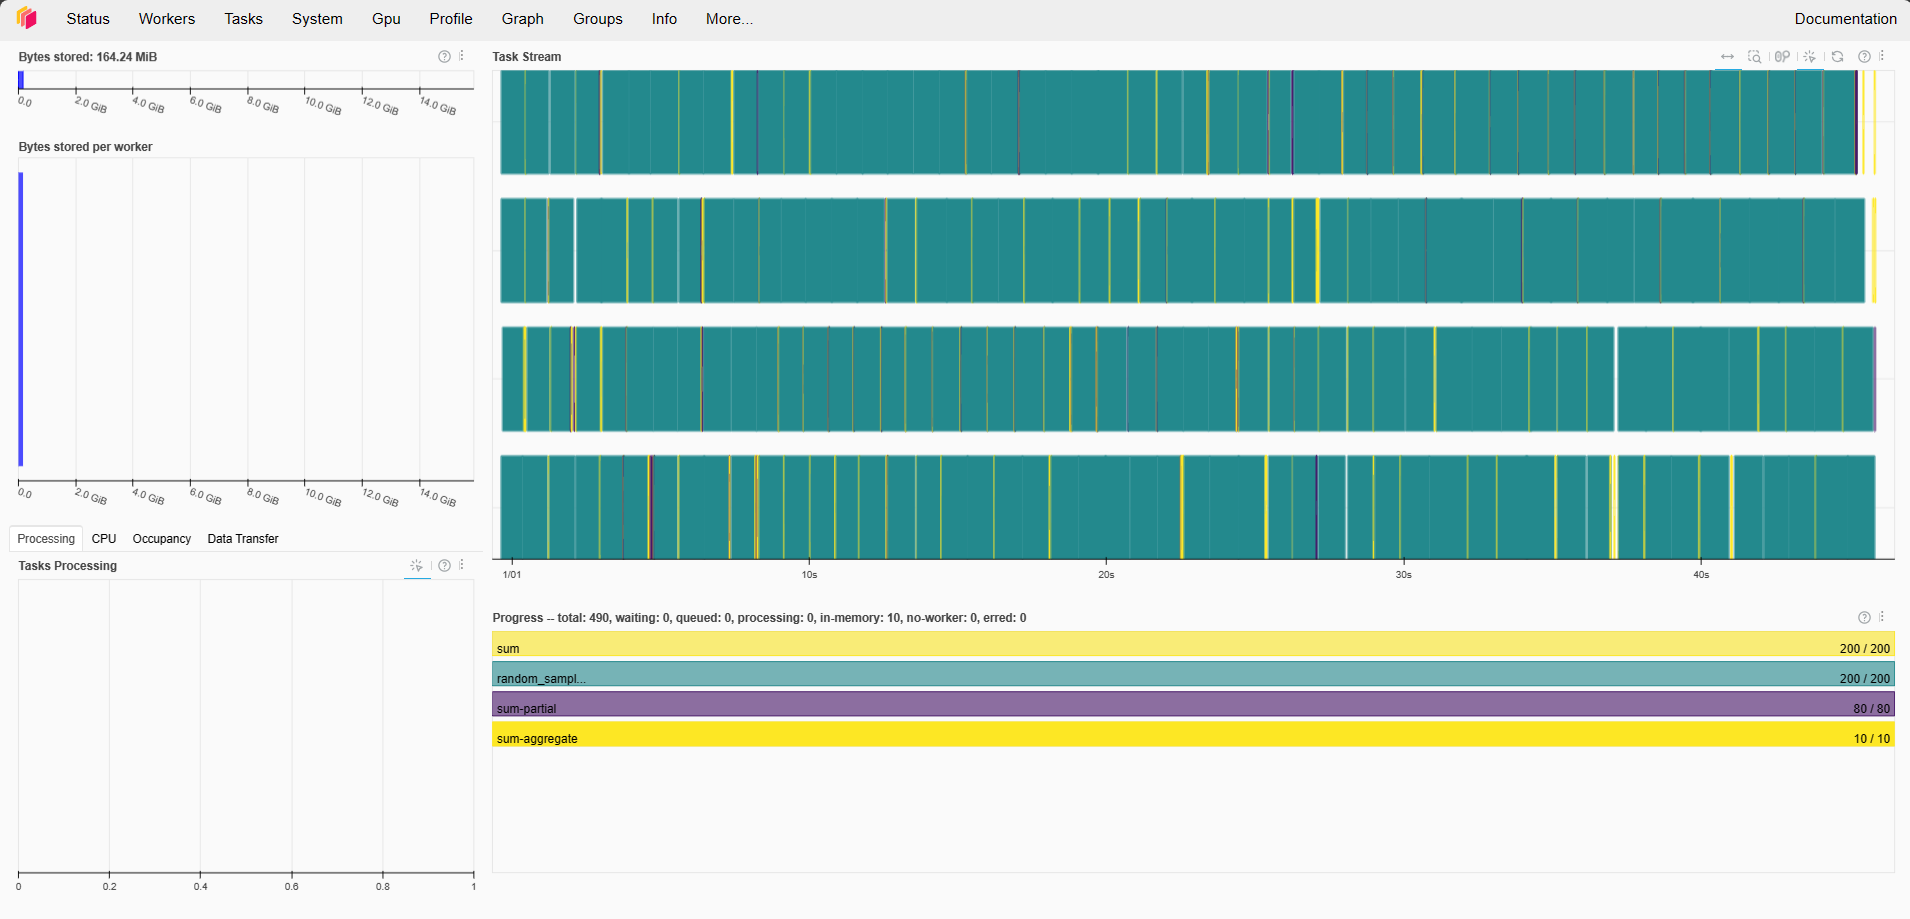 Status Workers Tasks System Gpu Profile Graph Groups Info More... Documentation
Bytes stored: 164.24 MiB
0.0 2.0 GiB 4.0 GiB 6.0 GiB 8.0 GiB 10.0 GiB 12.0 GiB 14.0 GiB
Bytes stored per worker
0.0 2.0 GiB 4.0 GiB 6.0 GiB 8.0 GiB 10.0 GiB 12.0 GiB 14.0 GiB
Processing CPU Occupancy Data Transfer
Tasks Processing
0 0.2 0.4 0.6 0.8 1
Task Stream
1/01 10s 20s 30s 40s
Progress -- total: 490, waiting: 0, queued: 0, processing: 0, in-memory: 10, no-worker: 0, erred: 0
sum 200 / 200
random_sampl... 200 / 200
sum-partial 80 / 80
sum-aggregate 10 / 10